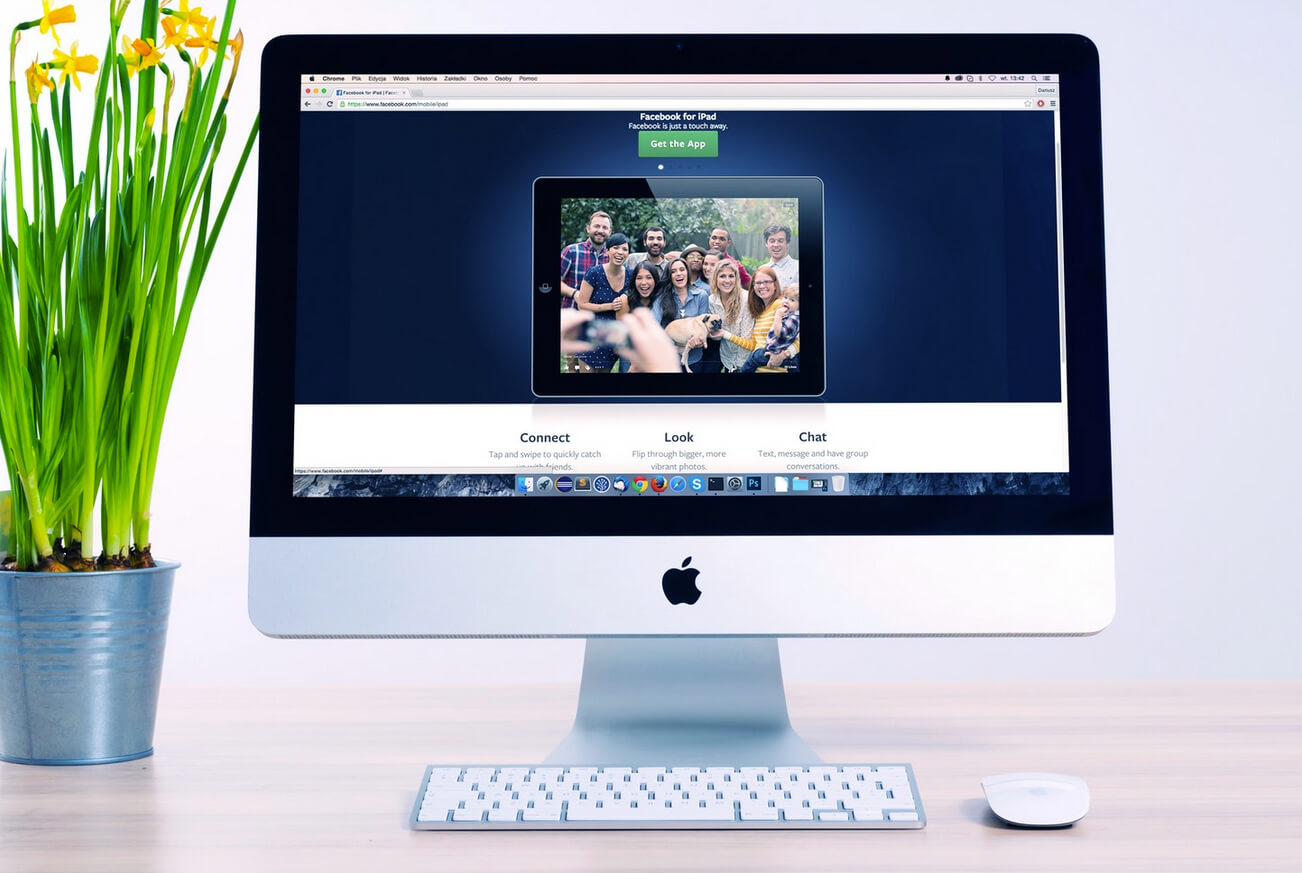 Chrome Plik Edycja Widok Historia Zakładki Okno Osoby Pomoc wt. 13:42
Facebook for iPad | Faceb
Dariusz
https://www.facebook.com/mobile/ipad
Facebook for iPad
Facebook is just a touch away.
Get the App
Connect
Look
Chat
Tap and swipe to quickly catch
up with friends.
Flip through bigger, more
vibrant photos.
Text, message and have group
conversations.
https://www.facebook.com/mobile/ipad#
S
Ps